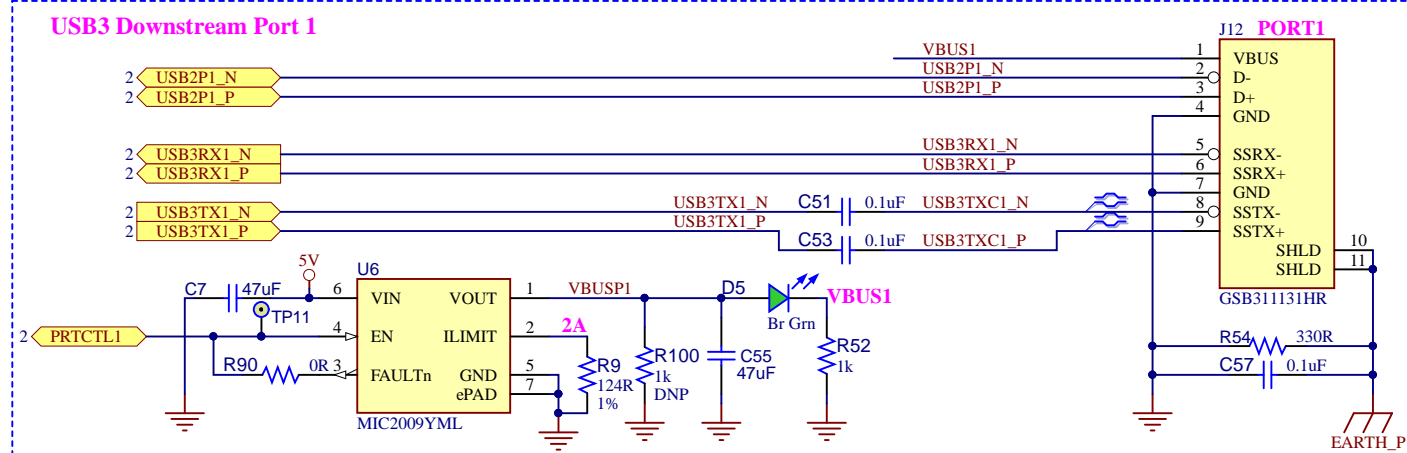 USB3 Downstream Port 1
J12 PORT1
VBUS1 1 VBUS
2 USB2P1_N USB2P1_N 2 D-
2 USB2P1_P USB2P1_P 3 D+
4 GND
2 USB3RX1_N USB3RX1_N 5 SSRX-
2 USB3RX1_P USB3RX1_P 6 SSRX+
7 GND
2 USB3TX1_N USB3TX1_N C51 0.1uF USB3TXC1_N 8 SSTX-
2 USB3TX1_P USB3TX1_P C53 0.1uF USB3TXC1_P 9 SSTX+
SHLD 10
SHLD 11
GSB311131HR
5V U6
C7 47uF 6 VIN VOUT 1 VBUSP1 D5 VBUS1
TP11 Br Grn
2 PRTCTL1 4 EN ILIMIT 2 2A
R90 0R 3 FAULTn GND 5
ePAD 7
MIC2009YML
R9
124R
1%
R100
1k
DNP
C55
47uF
R52
1k
R54 330R
C57 0.1uF
EARTH_P